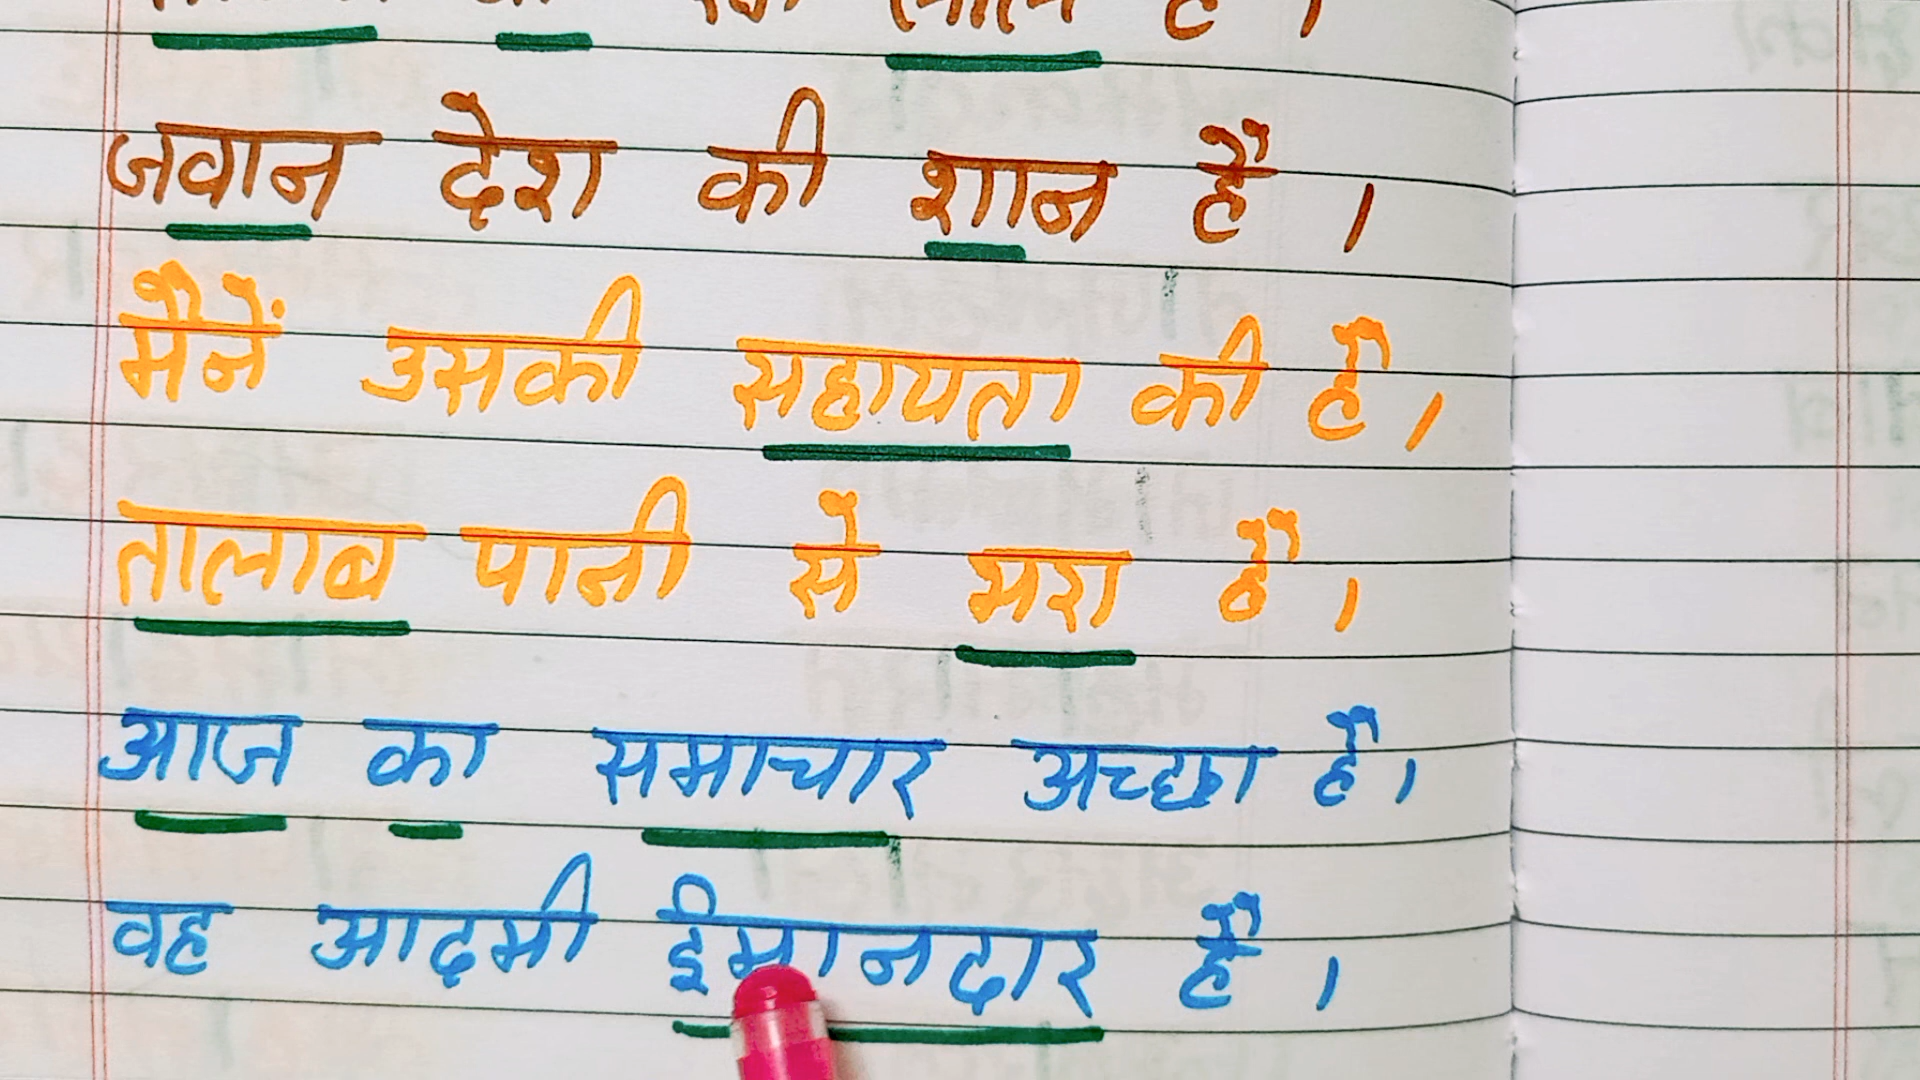 है ।
जवान देश की शान है ।
मैनें उसकी सहायता की है ।
तालाब पानी से भरा है ।
आज का समाचार अच्छा है ।
वह आदमी ईमानदार है ।